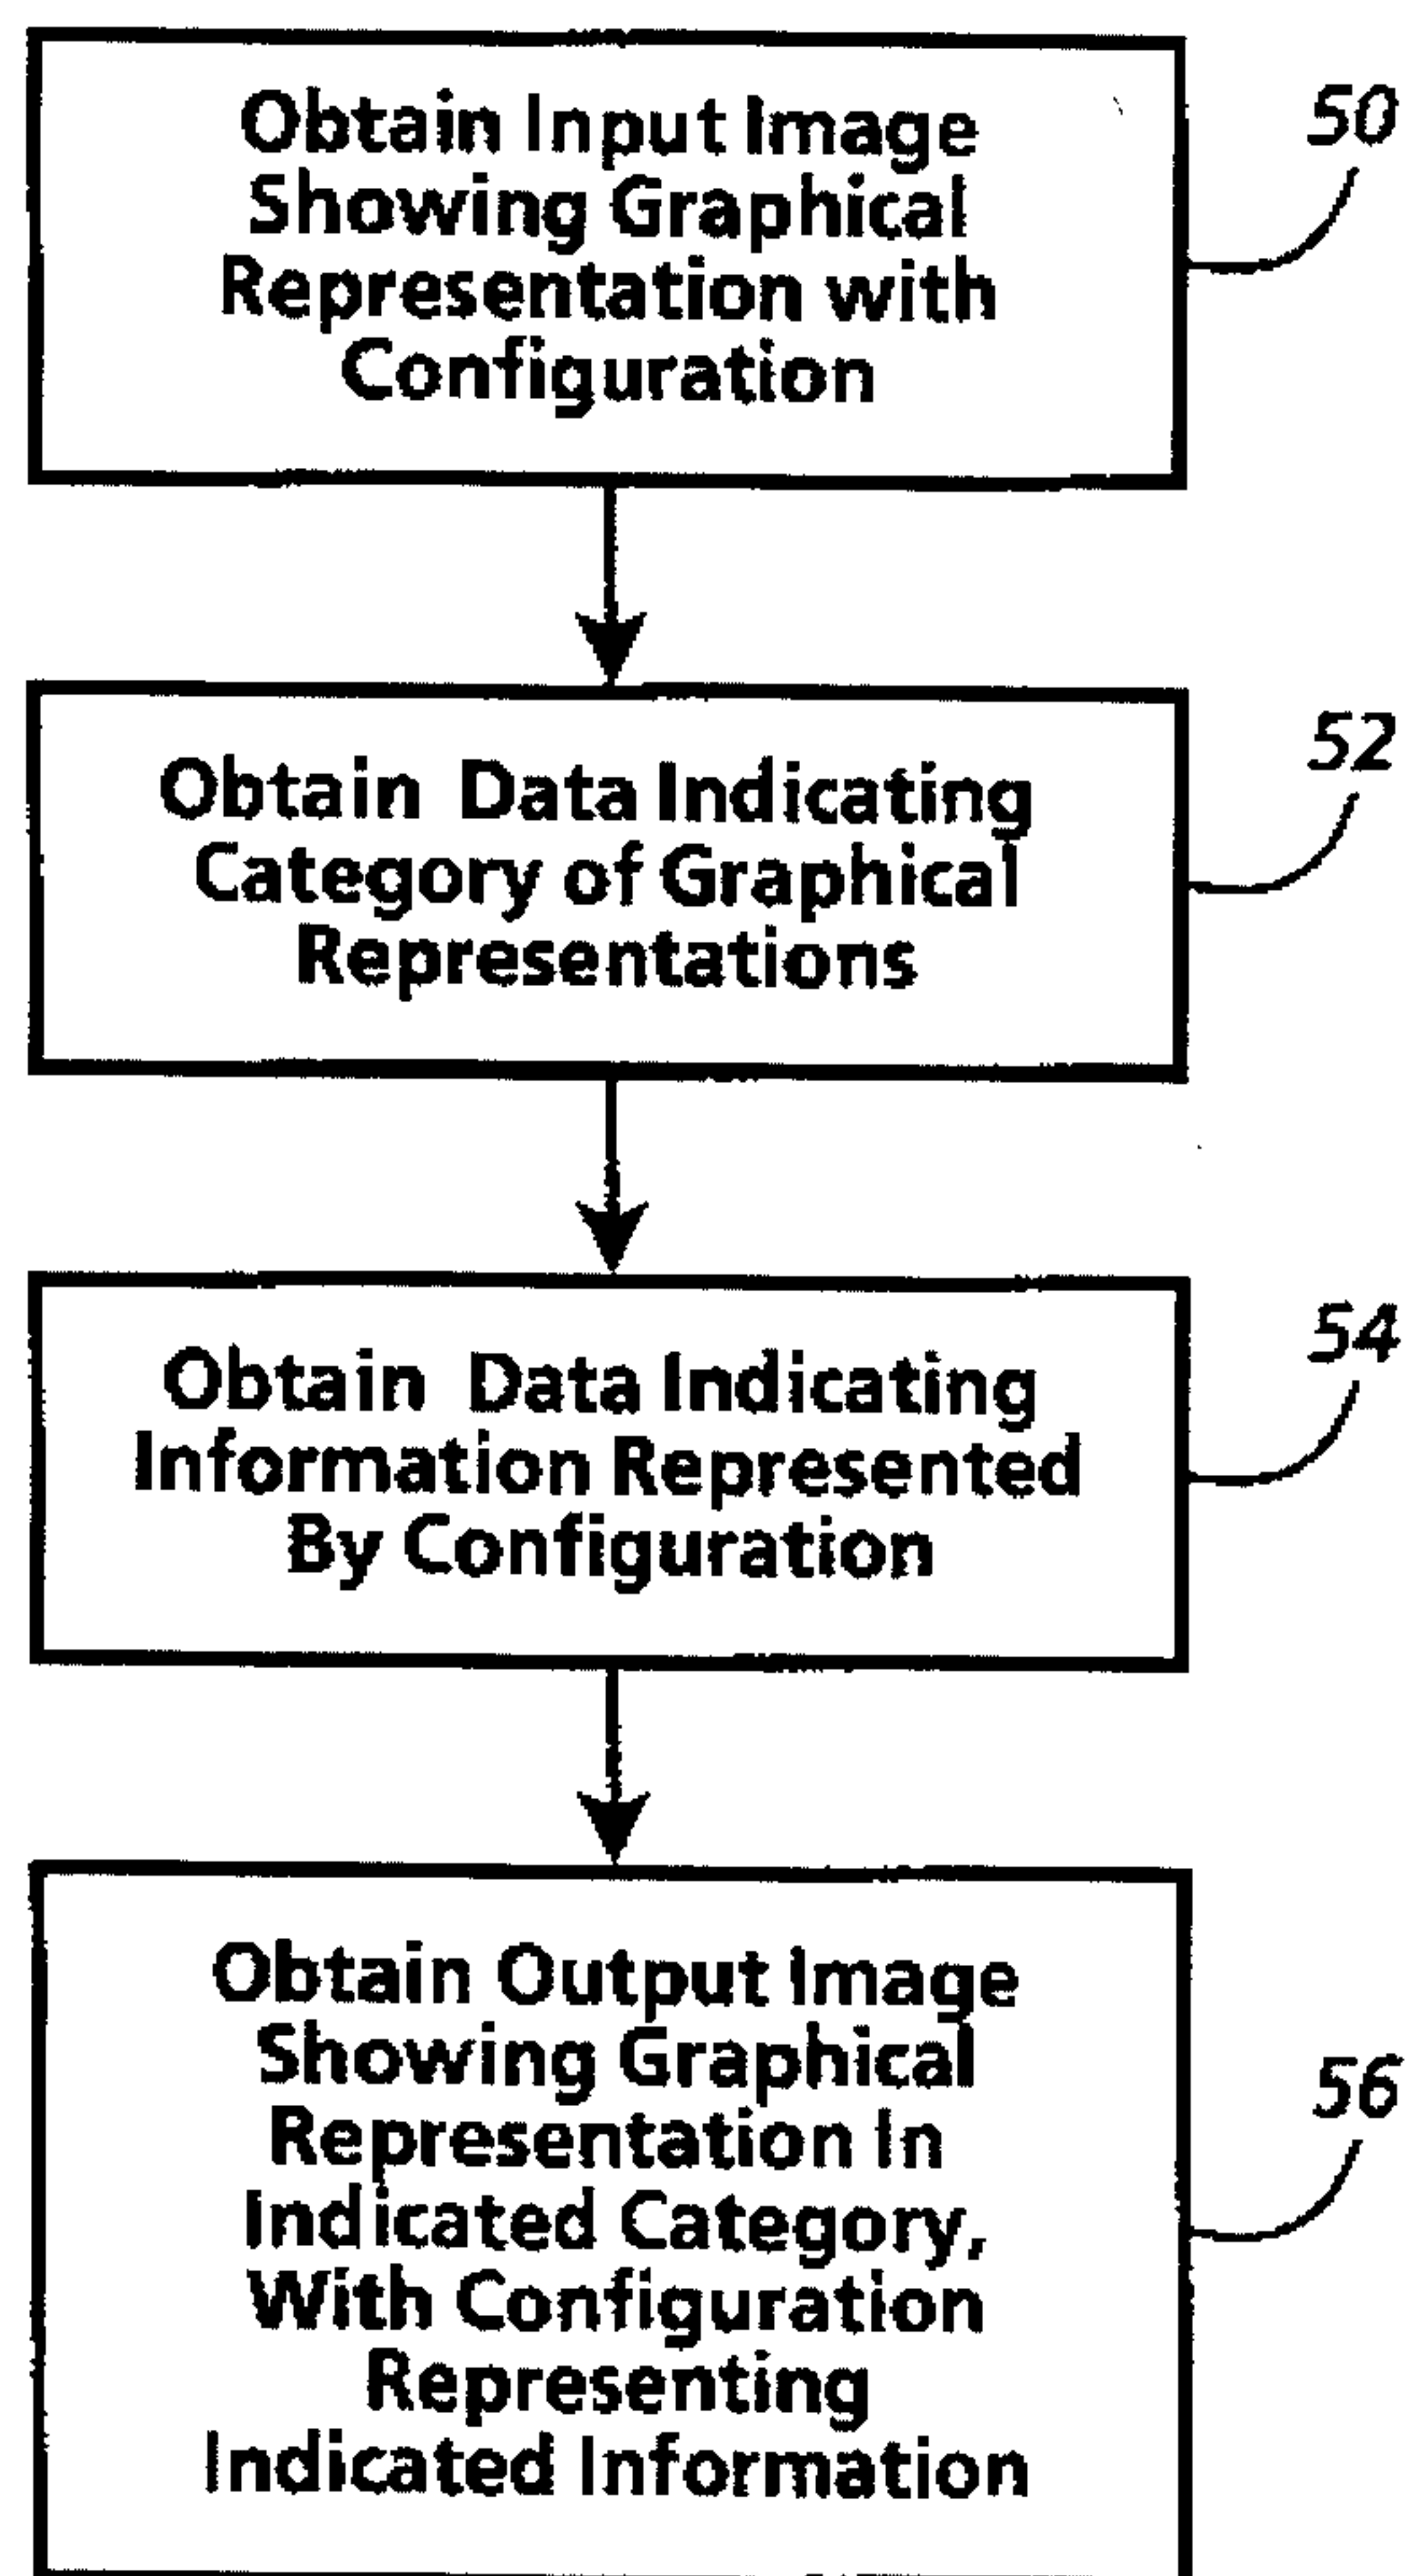 Obtain Input Image
Showing Graphical
Representation with
Configuration
50
Obtain Data Indicating
Category of Graphical
Representations
52
Obtain Data Indicating
Information Represented
By Configuration
54
Obtain Output Image
Showing Graphical
Representation In
Indicated Category,
With Configuration
Representing
Indicated Information
56